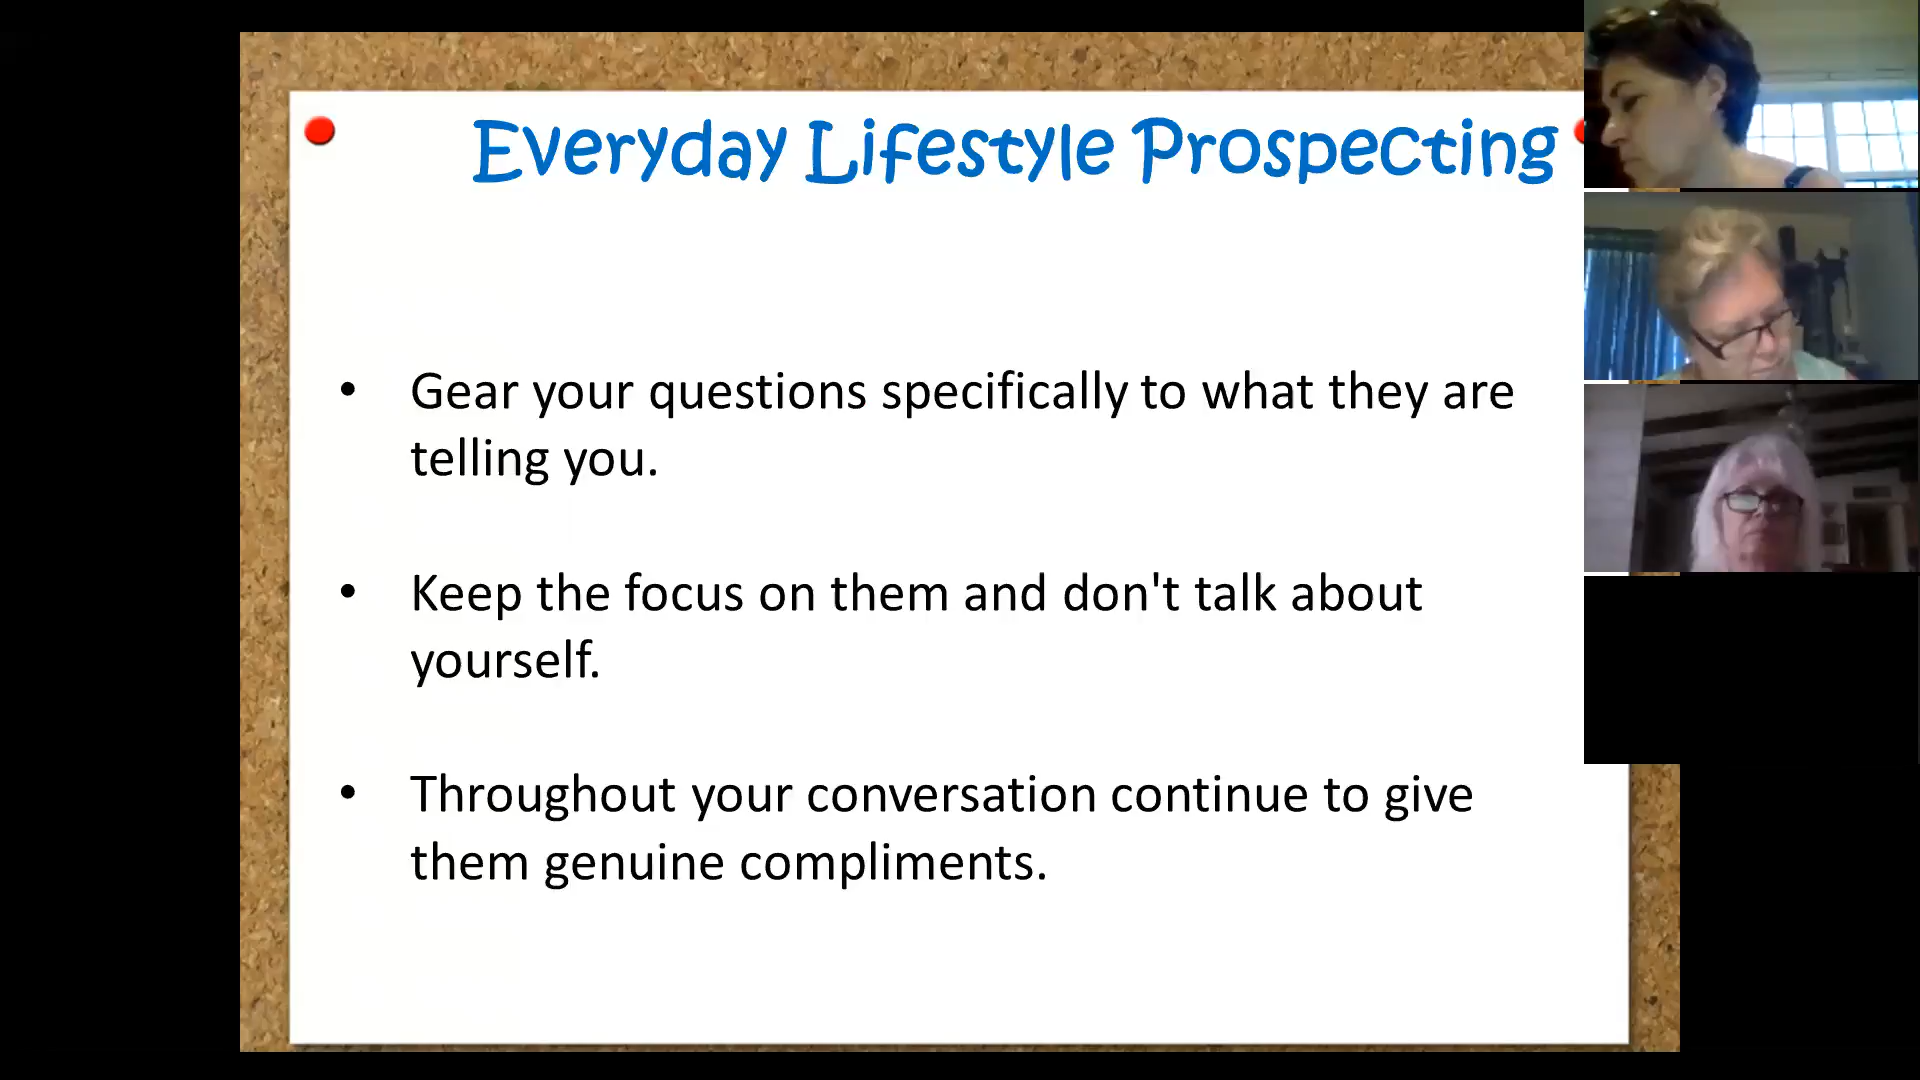 Everyday Lifestyle Prospecting
• Gear your questions specifically to what they are
telling you.
• Keep the focus on them and don't talk about
yourself.
• Throughout your conversation continue to give
them genuine compliments.